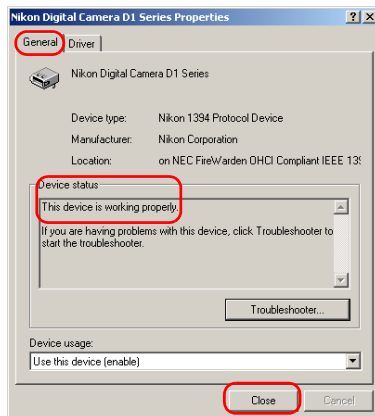 Nikon Digital Camera D1 Series Properties
General Driver
Nikon Digital Camera D1 Series
Device type: Nikon 1394 Protocol Device
Manufacturer: Nikon Corporation
Location: on NEC FireWarden OHCI Compliant IEEE 139
Device status
This device is working properly.
If you are having problems with this device, click Troubleshooter to
start the troubleshooter.
Troubleshooter...
Device usage:
Use this device (enable)
Close Cancel